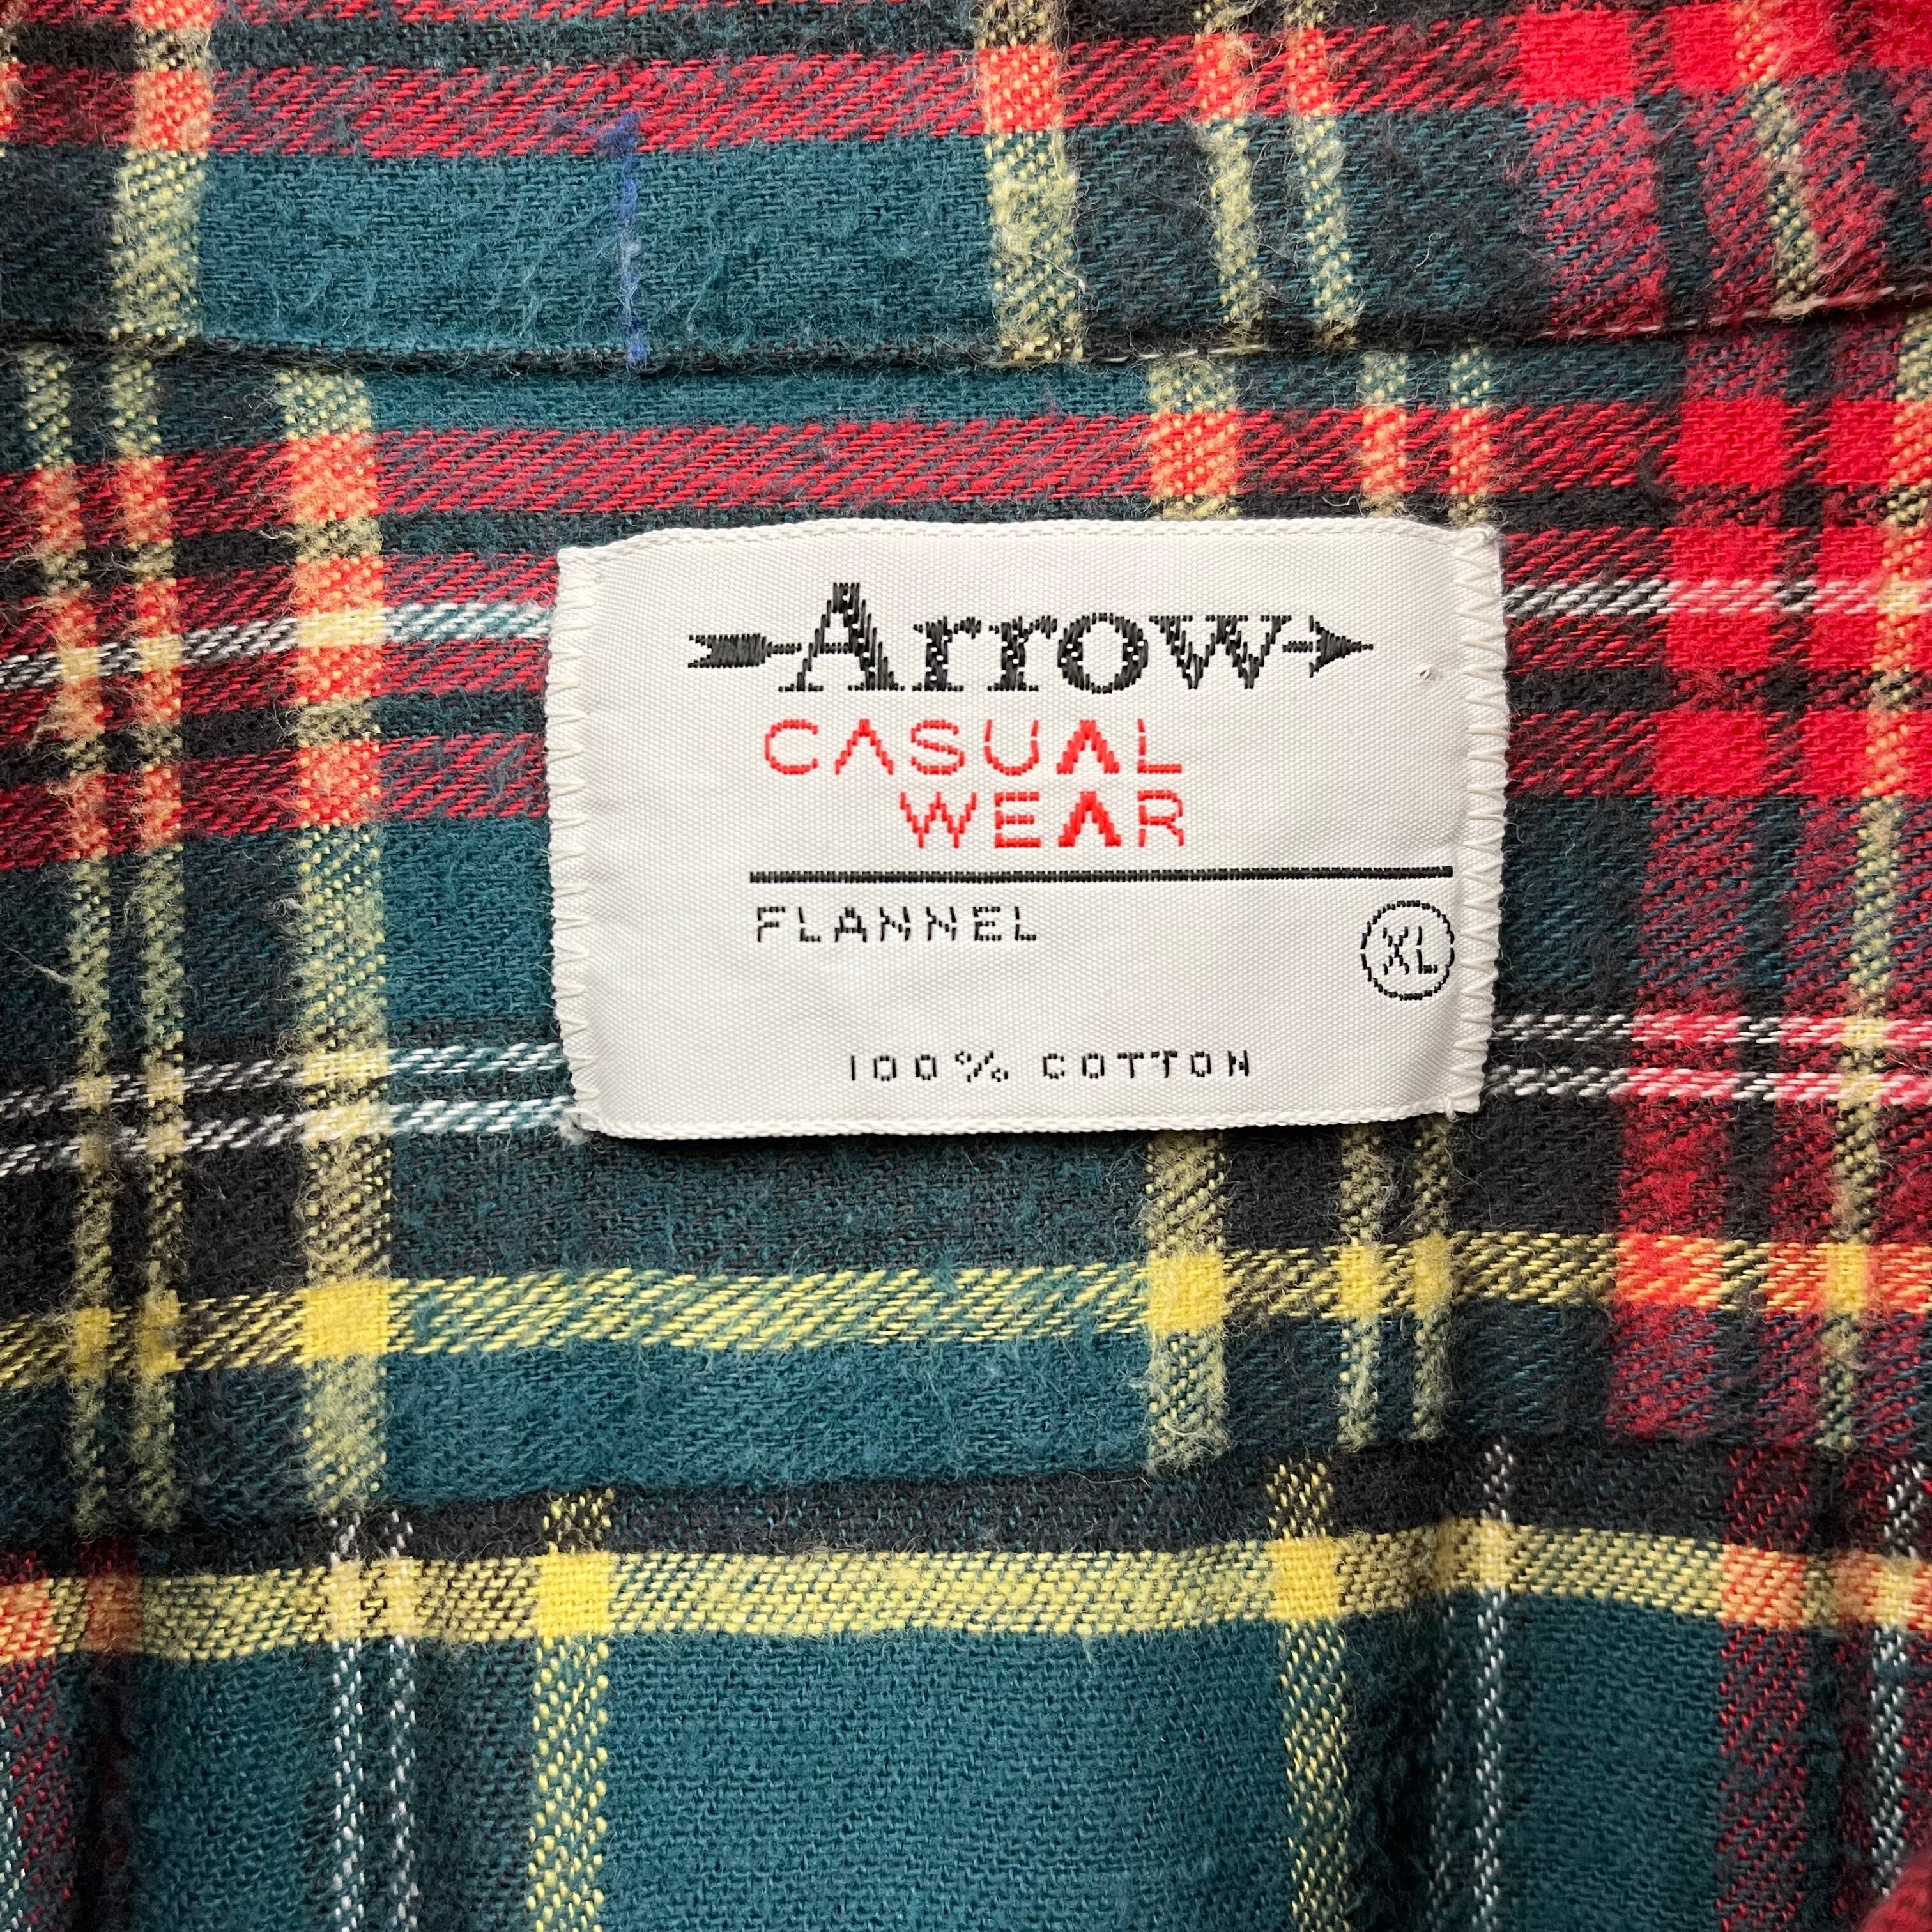 Arrow
CASUAL
WEAR
FLANNEL
XL
100% COTTON